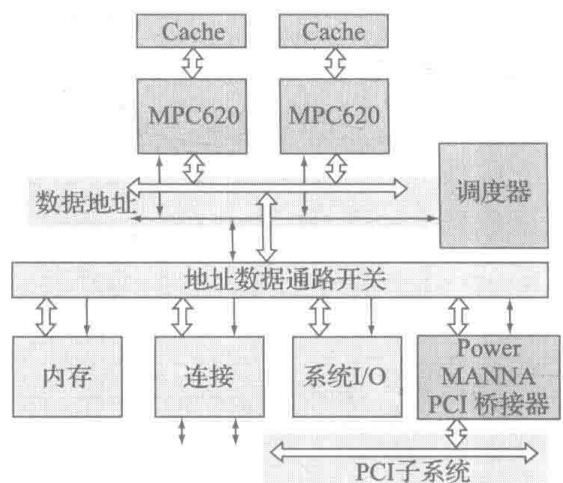 Cache
Cache
MPC620
MPC620
数据地址
调度器
地址数据通路开关
内存
连接
系统I/O
Power
MANNA
PCI 桥接器
PCI子系统